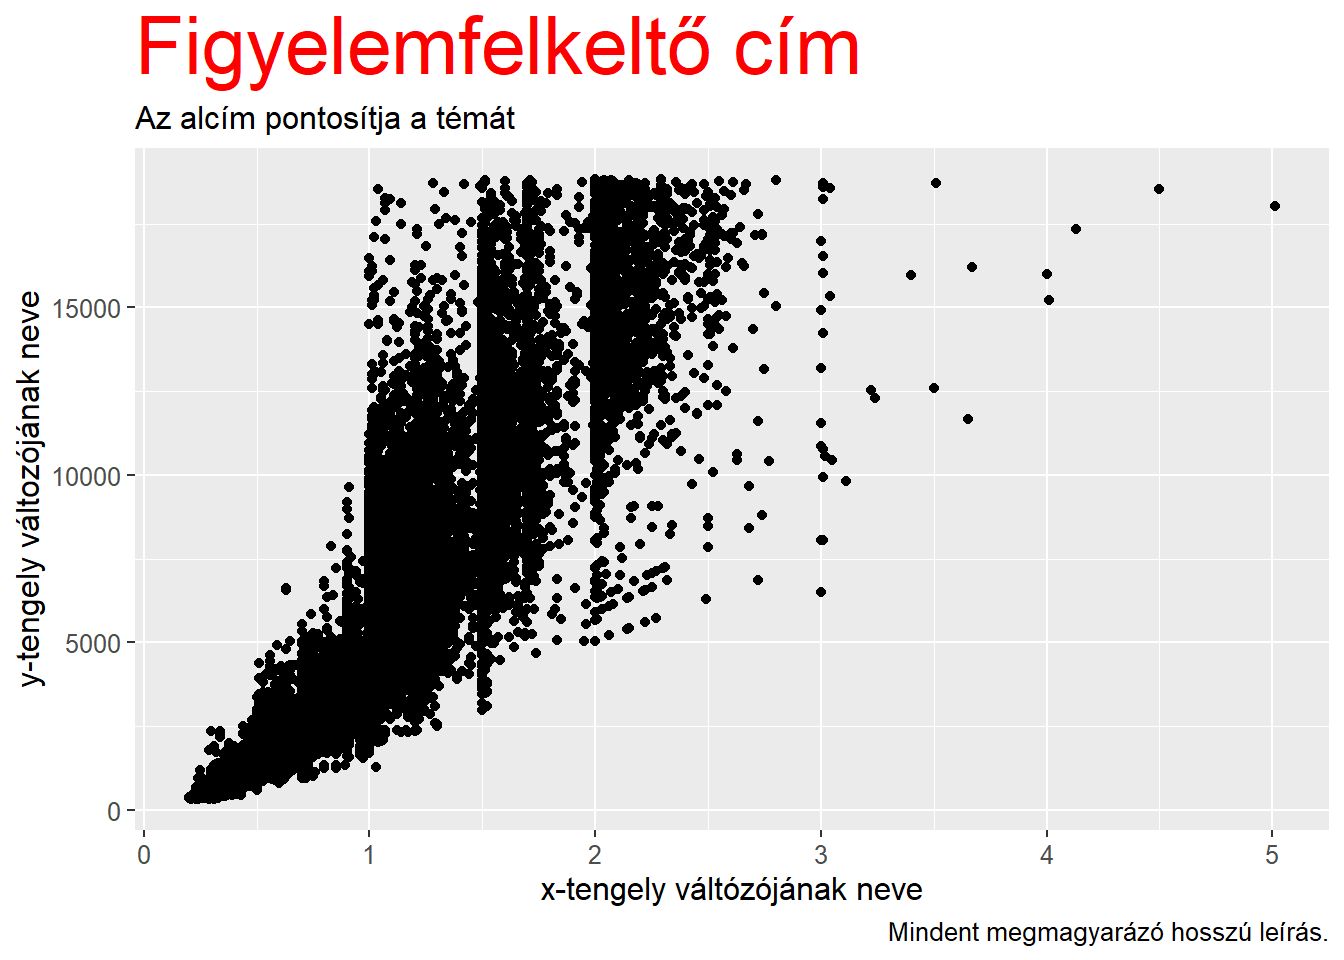 Figyelemfelkeltő cím
Az alcím pontosítja a témát
y-tengely változójának neve
15000
10000
5000
0
0 1 2 3 4 5
x-tengely váltózójának neve
Mindent megmagyarázó hosszú leírás.